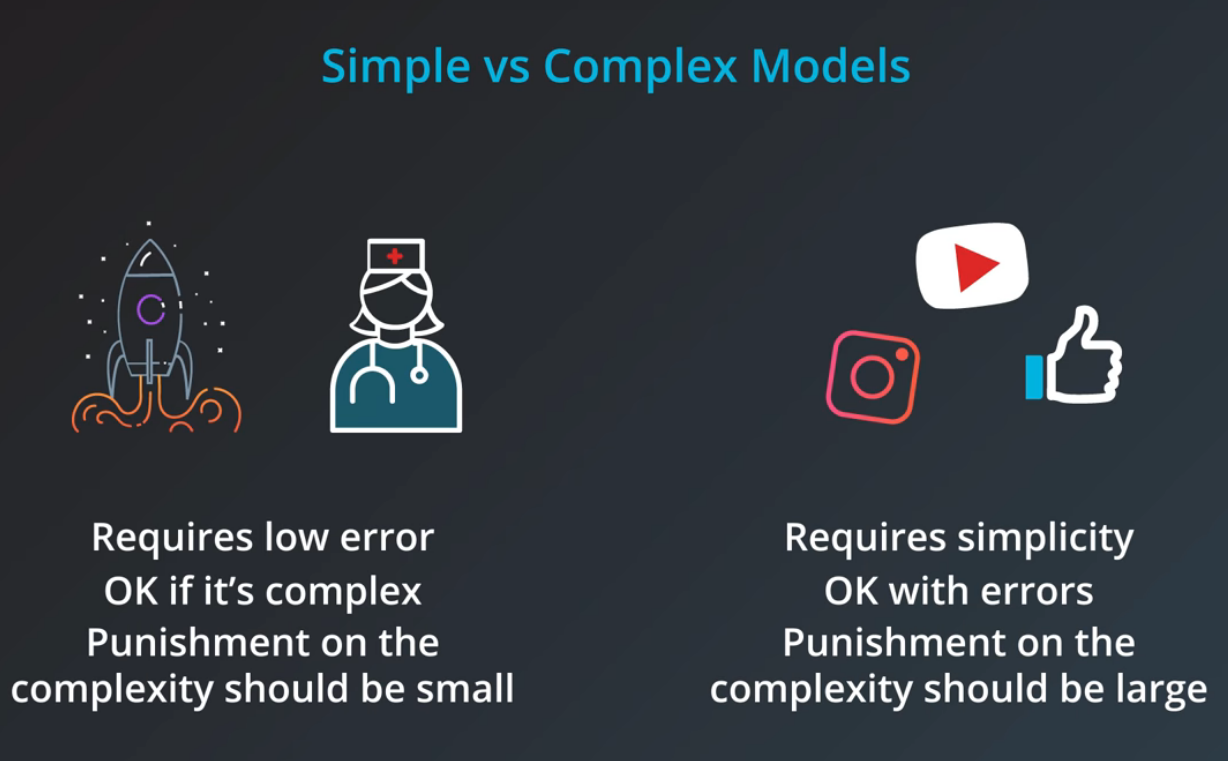 Simple vs Complex Models
Requires low error
OK if it’s complex
Punishment on the
complexity should be small
Requires simplicity
OK with errors
Punishment on the
complexity should be large